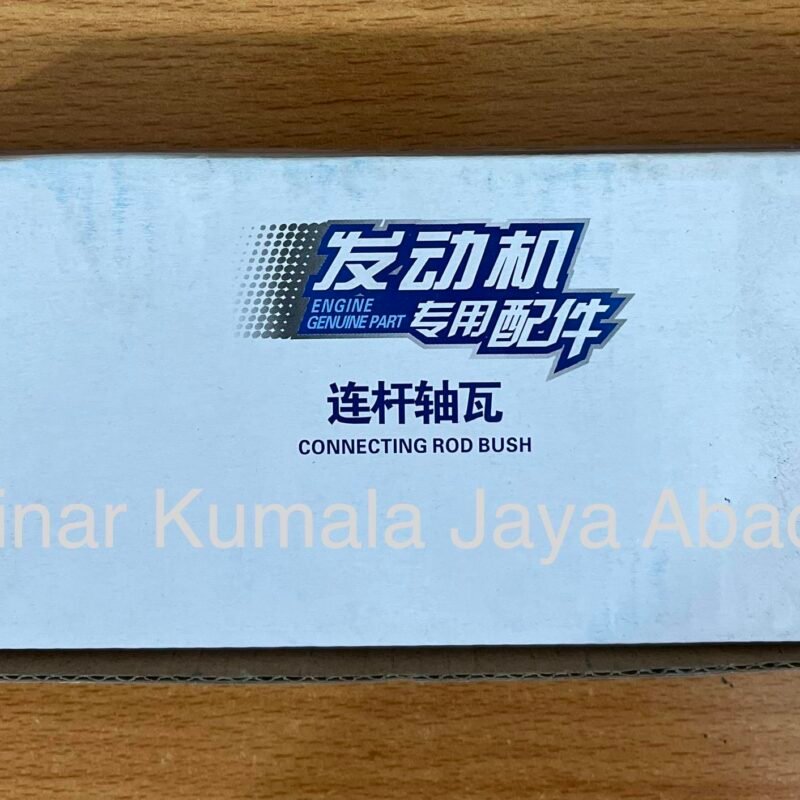 发动机
ENGINE
GENUINE PART
专用配件
连杆轴瓦
CONNECTING ROD BUSH
inar Kumala Jaya Abad